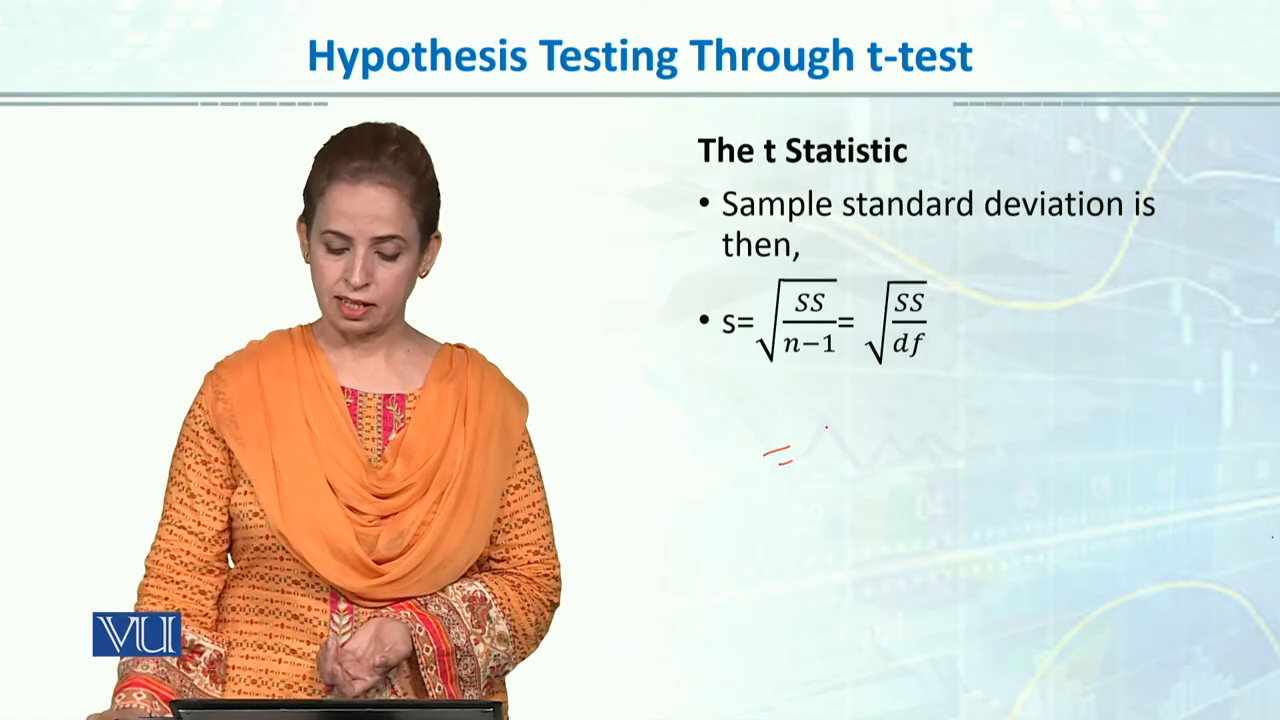 Hypothesis Testing Through t-test
The t Statistic
• Sample standard deviation is
then,
• s=√(SS/(n−1))= √(SS/df)
=
VU